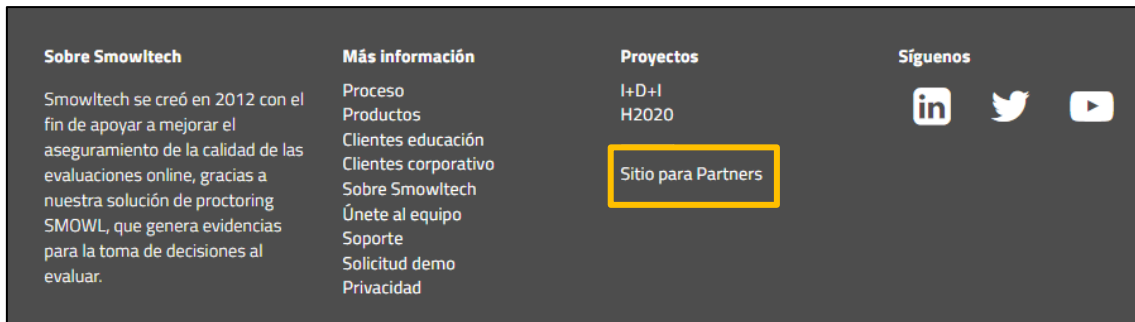 Sobre Smowltech
Smowltech se creó en 2012 con el
fin de apoyar a mejorar el
aseguramiento de la calidad de las
evaluaciones online, gracias a
nuestra solución de proctoring
SMOWL, que genera evidencias
para la toma de decisiones al
evaluar.
Más información
Proceso
Productos
Clientes educación
Clientes corporativo
Sobre Smowltech
Únete al equipo
Soporte
Solicitud demo
Privacidad
Proyectos
I+D+I
H2020
Sitio para Partners
Síguenos
in